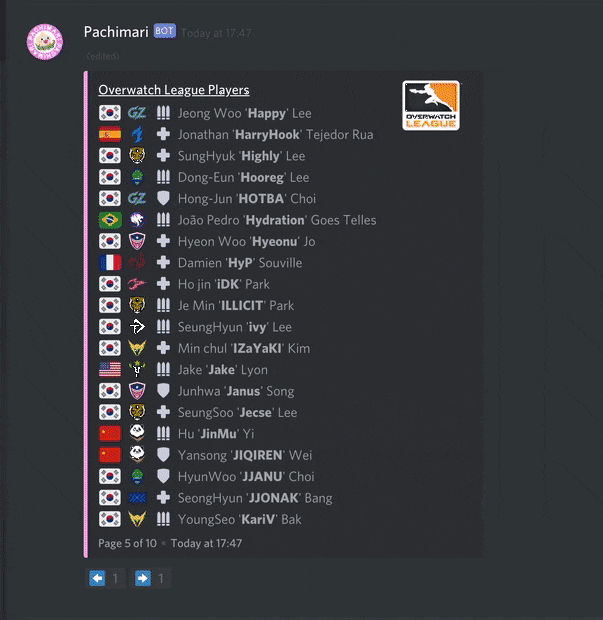 Pachimari BOT Today at 17:47
(edited)
Overwatch League Players
OVERWATCH
LEAGUE
Jeong Woo 'Happy' Lee
Jonathan 'HarryHook' Tejedor Rua
SungHyuk 'Highly' Lee
Dong-Eun 'Hooreg' Lee
Hong-Jun 'HOTBA' Choi
João Pedro 'Hydration' Goes Telles
Hyeon Woo 'Hyeonu' Jo
Damien 'HyP' Souville
Ho jin 'iDK' Park
Je Min 'ILLICIT' Park
SeungHyun 'ivy' Lee
Min chul 'IZaYaKI' Kim
Jake 'Jake' Lyon
Junhwa 'Janus' Song
SeungSoo 'Jecse' Lee
Hu 'JinMu' Yi
Yansong 'JIQIREN' Wei
HyunWoo 'JJANU' Choi
SeongHyun 'JJONAK' Bang
YoungSeo 'KariV' Bak
Page 5 of 10 • Today at 17:47
1 1